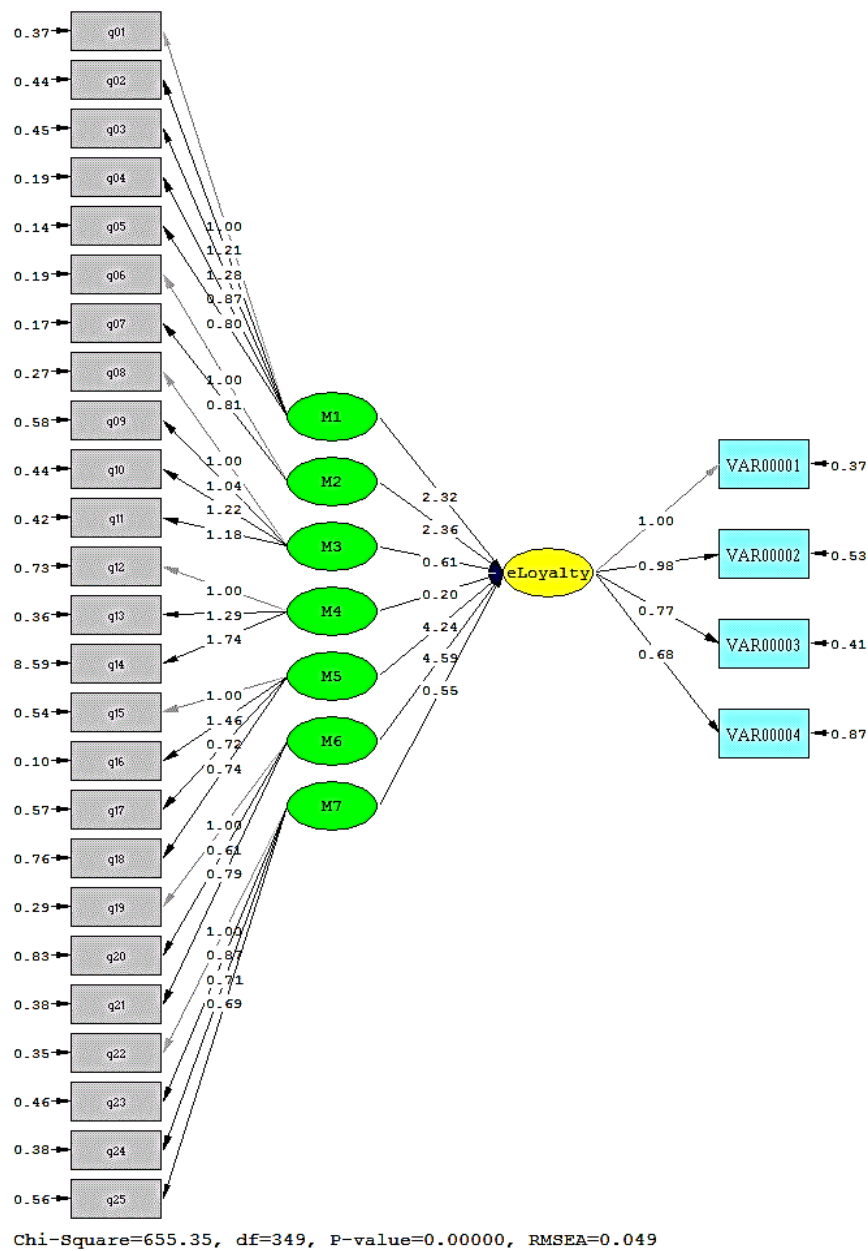 0.37
q01
0.44
q02
0.45
q03
0.19
q04
0.14
q05
0.19
q06
0.17
q07
0.27
q08
0.58
q09
0.44
q10
0.42
q11
0.73
q12
0.36
q13
8.59
q14
0.54
q15
0.10
q16
0.57
q17
0.76
q18
0.29
q19
0.83
q20
0.38
q21
0.35
q22
0.46
q23
0.38
q24
0.56
q25
1.00
1.21
1.28
0.87
0.80
1.00
0.81
1.00
1.04
1.22
1.18
1.00
1.29
1.74
1.00
1.46
0.72
0.74
1.00
0.61
0.79
1.00
0.87
0.71
0.69
M1
M2
M3
M4
M5
M6
M7
2.32
2.36
0.61
0.20
4.24
4.59
0.55
eLoyalty
1.00
0.98
0.77
0.68
VAR00001
0.37
VAR00002
0.53
VAR00003
0.41
VAR00004
0.87
Chi-Square=655.35, df=349, P-value=0.00000, RMSEA=0.049